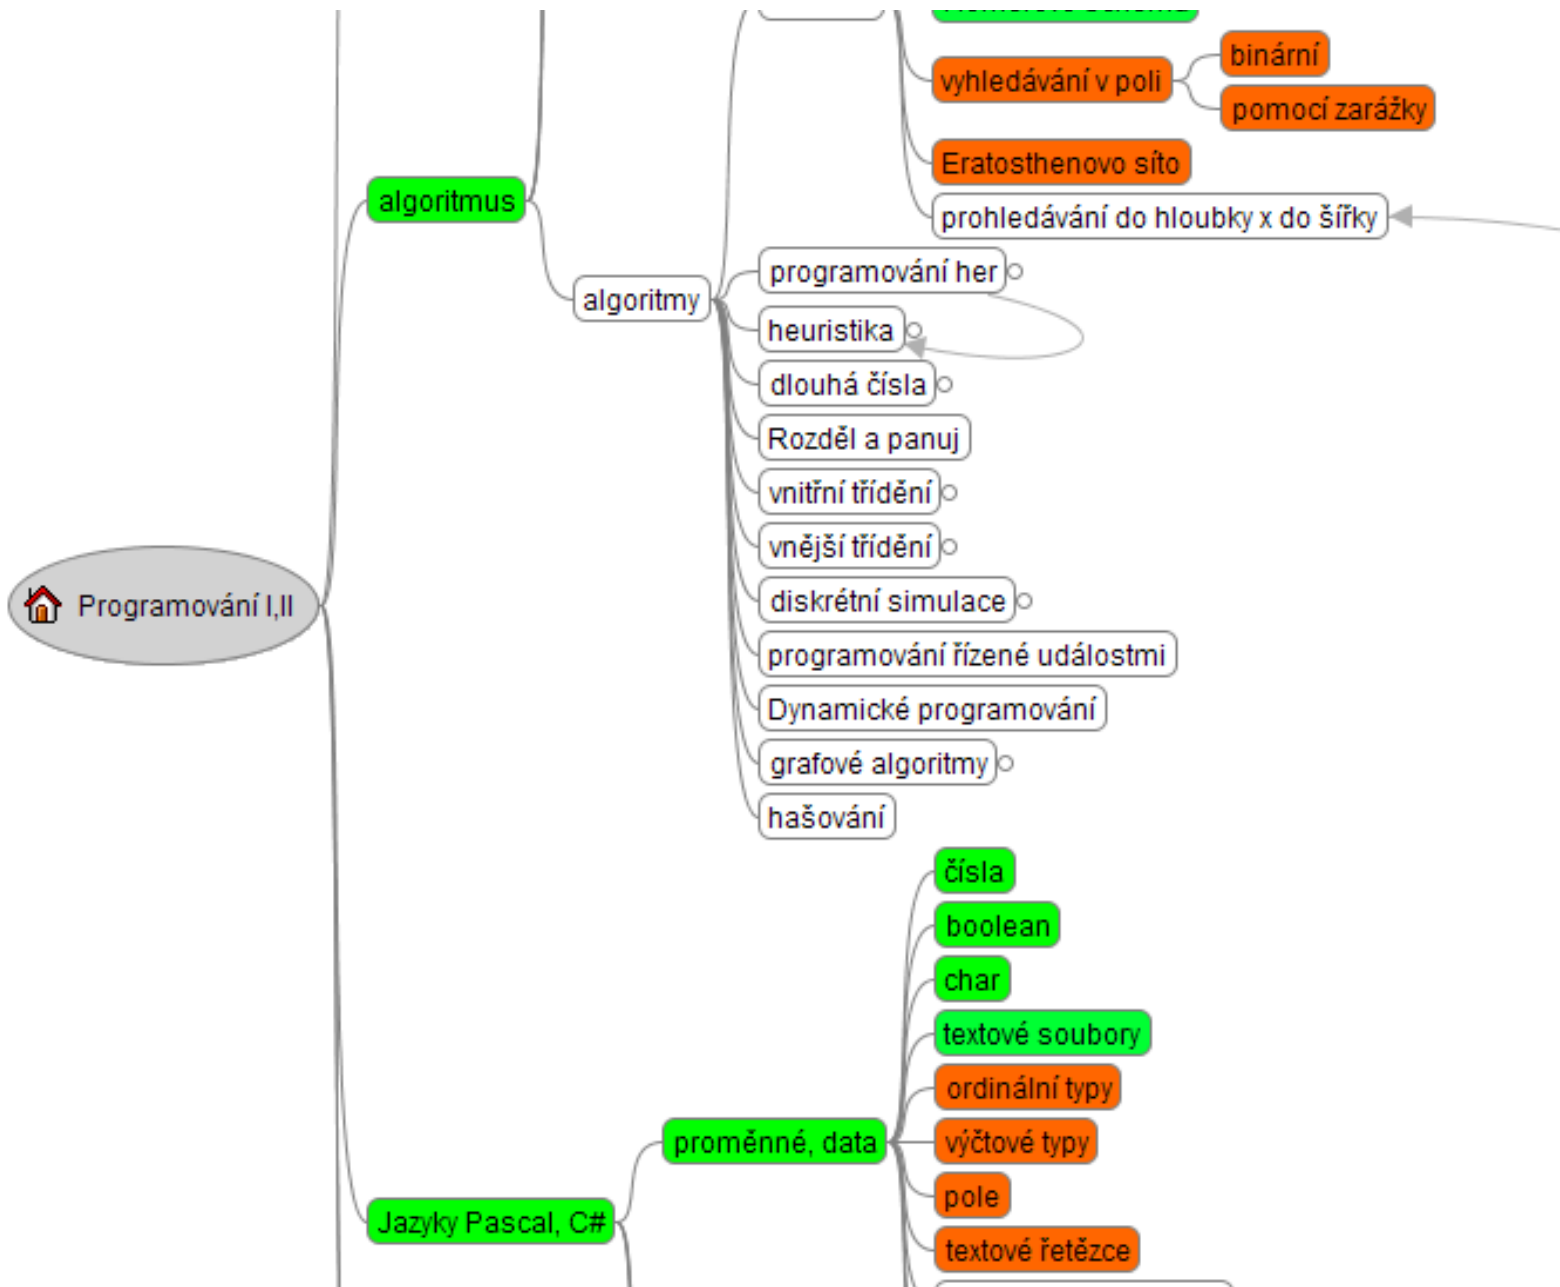 binární
vyhledávání v poli
pomocí zarážky
Eratosthenovo síto
algoritmus
prohledávání do hloubky x do šířky
programování her
algoritmy
heuristika
dlouhá čísla
Rozděl a panuj
vnitřní třídění
vnější třídění
diskrétní simulace
Programování I,II
programování řízené událostmi
Dynamické programování
grafové algoritmy
hašování
čísla
boolean
char
textové soubory
ordinální typy
proměnné, data
výčtové typy
pole
Jazyky Pascal, C#
textové řetězce